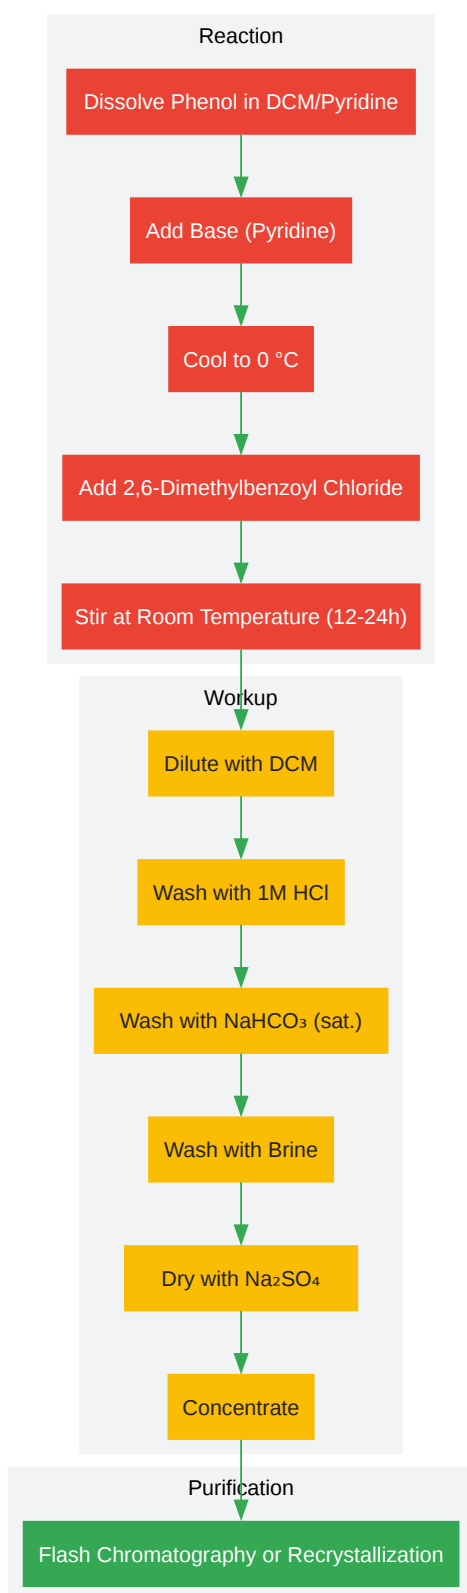 Reaction
Dissolve Phenol in DCM/Pyridine
Add Base (Pyridine)
Cool to 0 °C
Add 2,6-Dimethylbenzoyl Chloride
Stir at Room Temperature (12-24h)
Workup
Dilute with DCM
Wash with 1M HCl
Wash with NaHCO₃ (sat.)
Wash with Brine
Dry with Na₂SO₄
Concentrate
Purification
Flash Chromatography or Recrystallization